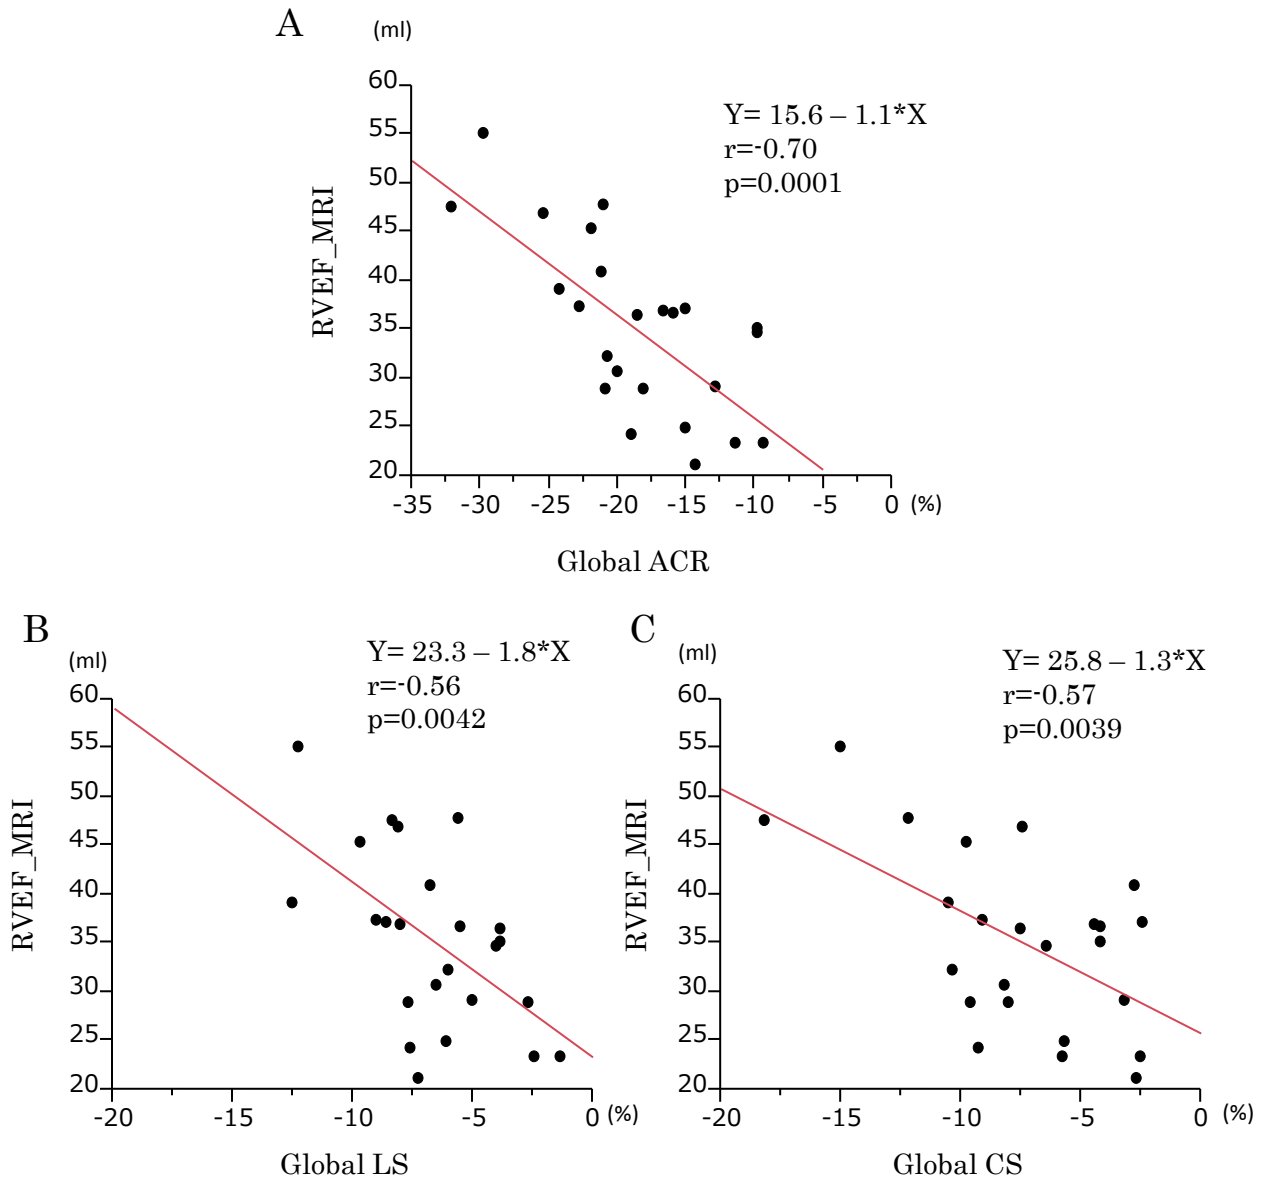 A
(ml)
60
55
50
45
40
35
30
25
20
RVEF_MRI
Y= 15.6 – 1.1*X
r=-0.70
p=0.0001
-35 -30 -25 -20 -15 -10 -5 0 (%)
Global ACR
B
(ml)
60
55
50
45
40
35
30
25
20
RVEF_MRI
Y= 23.3 – 1.8*X
r=-0.56
p=0.0042
-20 -15 -10 -5 0 (%)
Global LS
C
(ml)
60
55
50
45
40
35
30
25
20
RVEF_MRI
Y= 25.8 – 1.3*X
r=-0.57
p=0.0039
-20 -15 -10 -5 0 (%)
Global CS